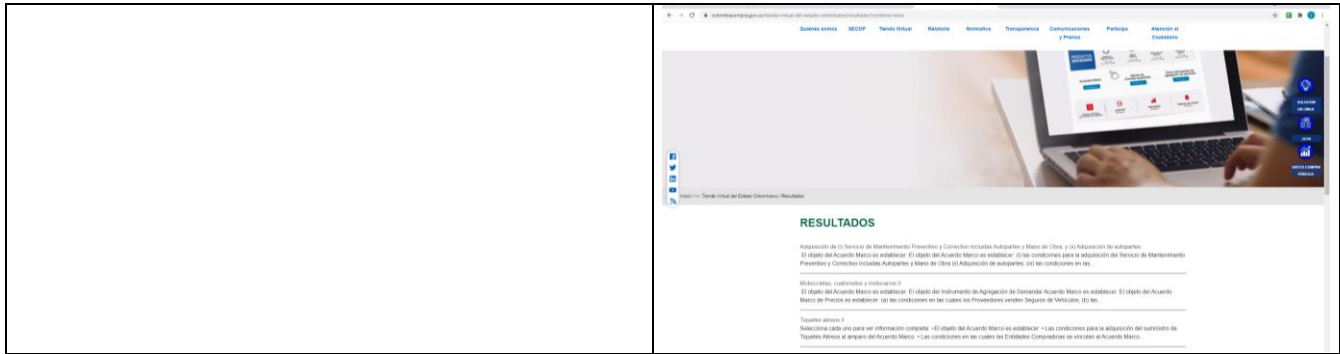 colombiacompra.gov.co/tienda-virtual-del-estado-colombiano/resultados?combine=obra
Quiénes somos SECOP Tienda Virtual Relatoría Normativa Transparencia Comunicaciones y Prensa Participa Atención al Ciudadano
SOLUCIÓN
EN LÍNEA
DATOS COMPRA
PÚBLICA
Inicio / >> Tienda Virtual del Estado Colombiano / Resultados
RESULTADOS
Adquisición de (i) Servicio de Mantenimiento Preventivo y Correctivo incluidas Autopartes y Mano de Obra; y (ii) Adquisición de autopartes
El objeto del Acuerdo Marco es establecer: El objeto del Acuerdo Marco es establecer: (i) las condiciones para la adquisición del Servicio de Mantenimiento
Preventivo y Correctivo incluidas Autopartes y Mano de Obra (ii) Adquisición de autopartes; (iii) las condiciones en las...
Motocicletas, cuatrimotos y motocarros II
El objeto del Acuerdo Marco es establecer: El objeto del Instrumento de Agregación de Demanda/ Acuerdo Marco es establecer: El objeto del Acuerdo
Marco de Precios es establecer: (a) las condiciones en las cuales los Proveedores venden Seguros de Vehículos; (b) las...
Tiquetes aéreos II
Selecciona cada uno para ver información completa: >El objeto del Acuerdo Marco es establecer: • Las condiciones para la adquisición del suministro de
Tiquetes Aéreos al amparo del Acuerdo Marco. • Las condiciones en las cuales las Entidades Compradoras se vinculan al Acuerdo Marco...